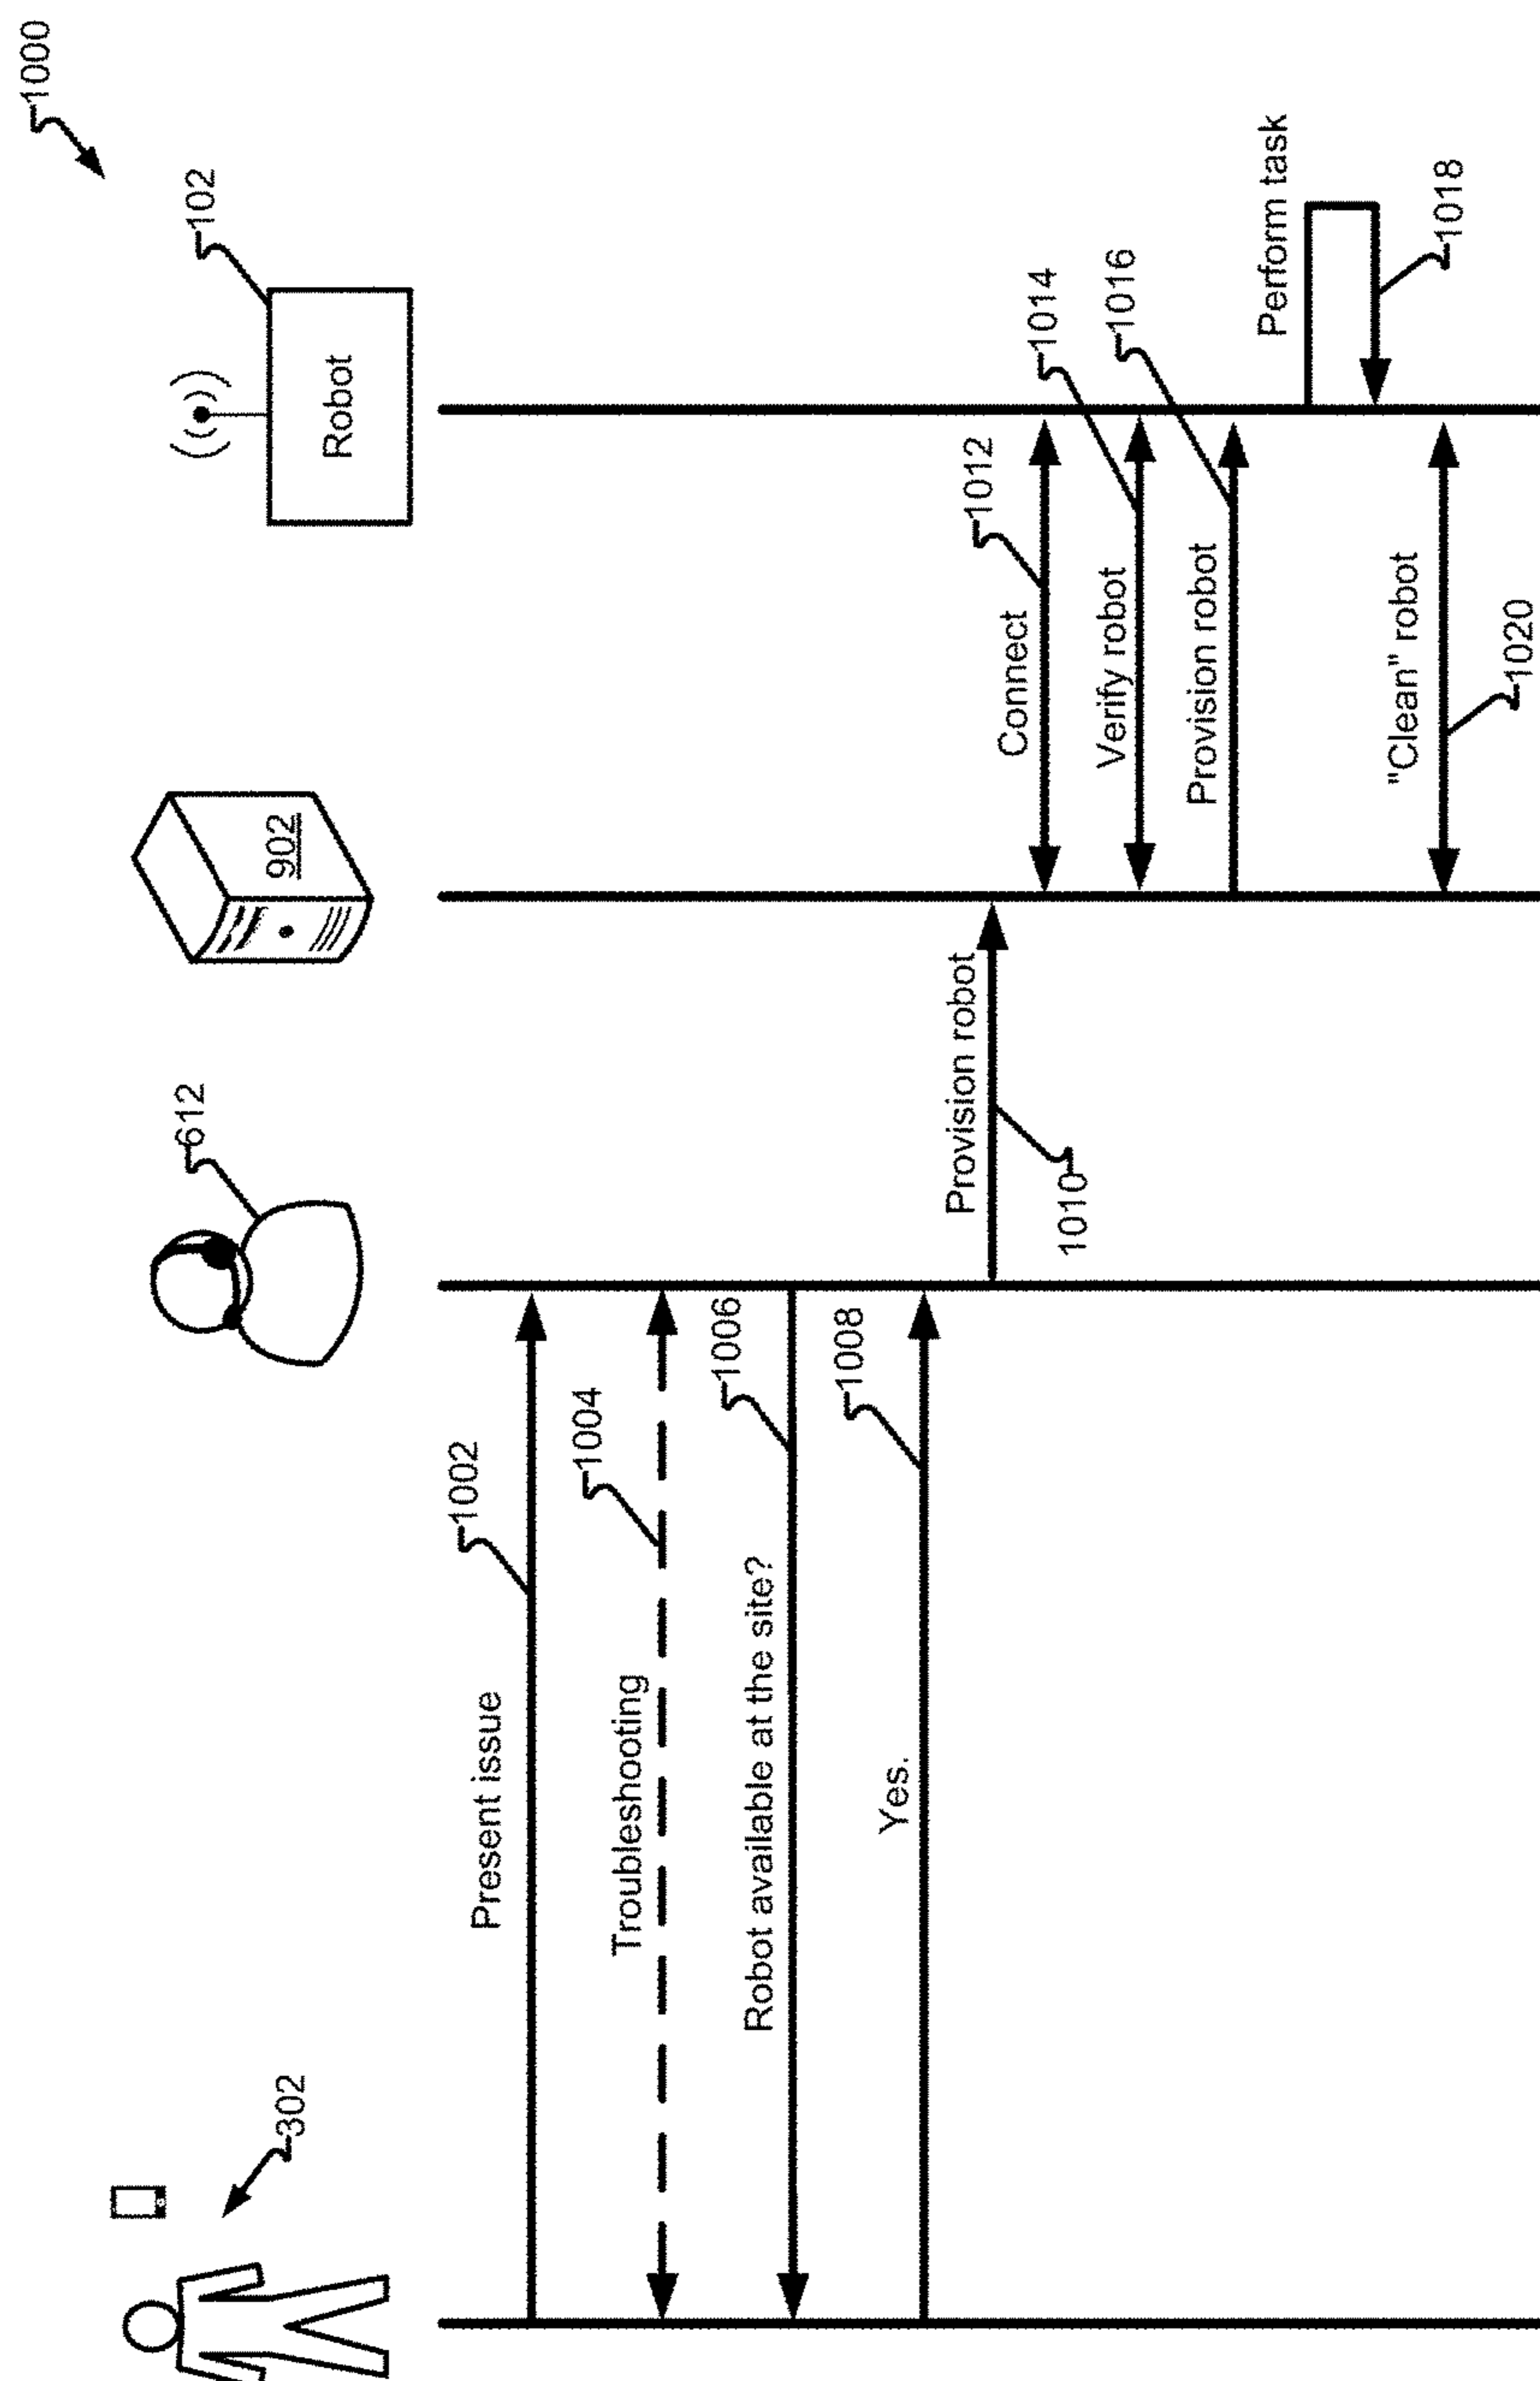 1000
302
612
902
102
Robot
Present issue
1002
Troubleshooting
1004
Robot available at the site?
1006
Yes.
1008
Provision robot
1010
Connect
1012
Verify robot
1014
Provision robot
1016
Perform task
1018
"Clean" robot
1020